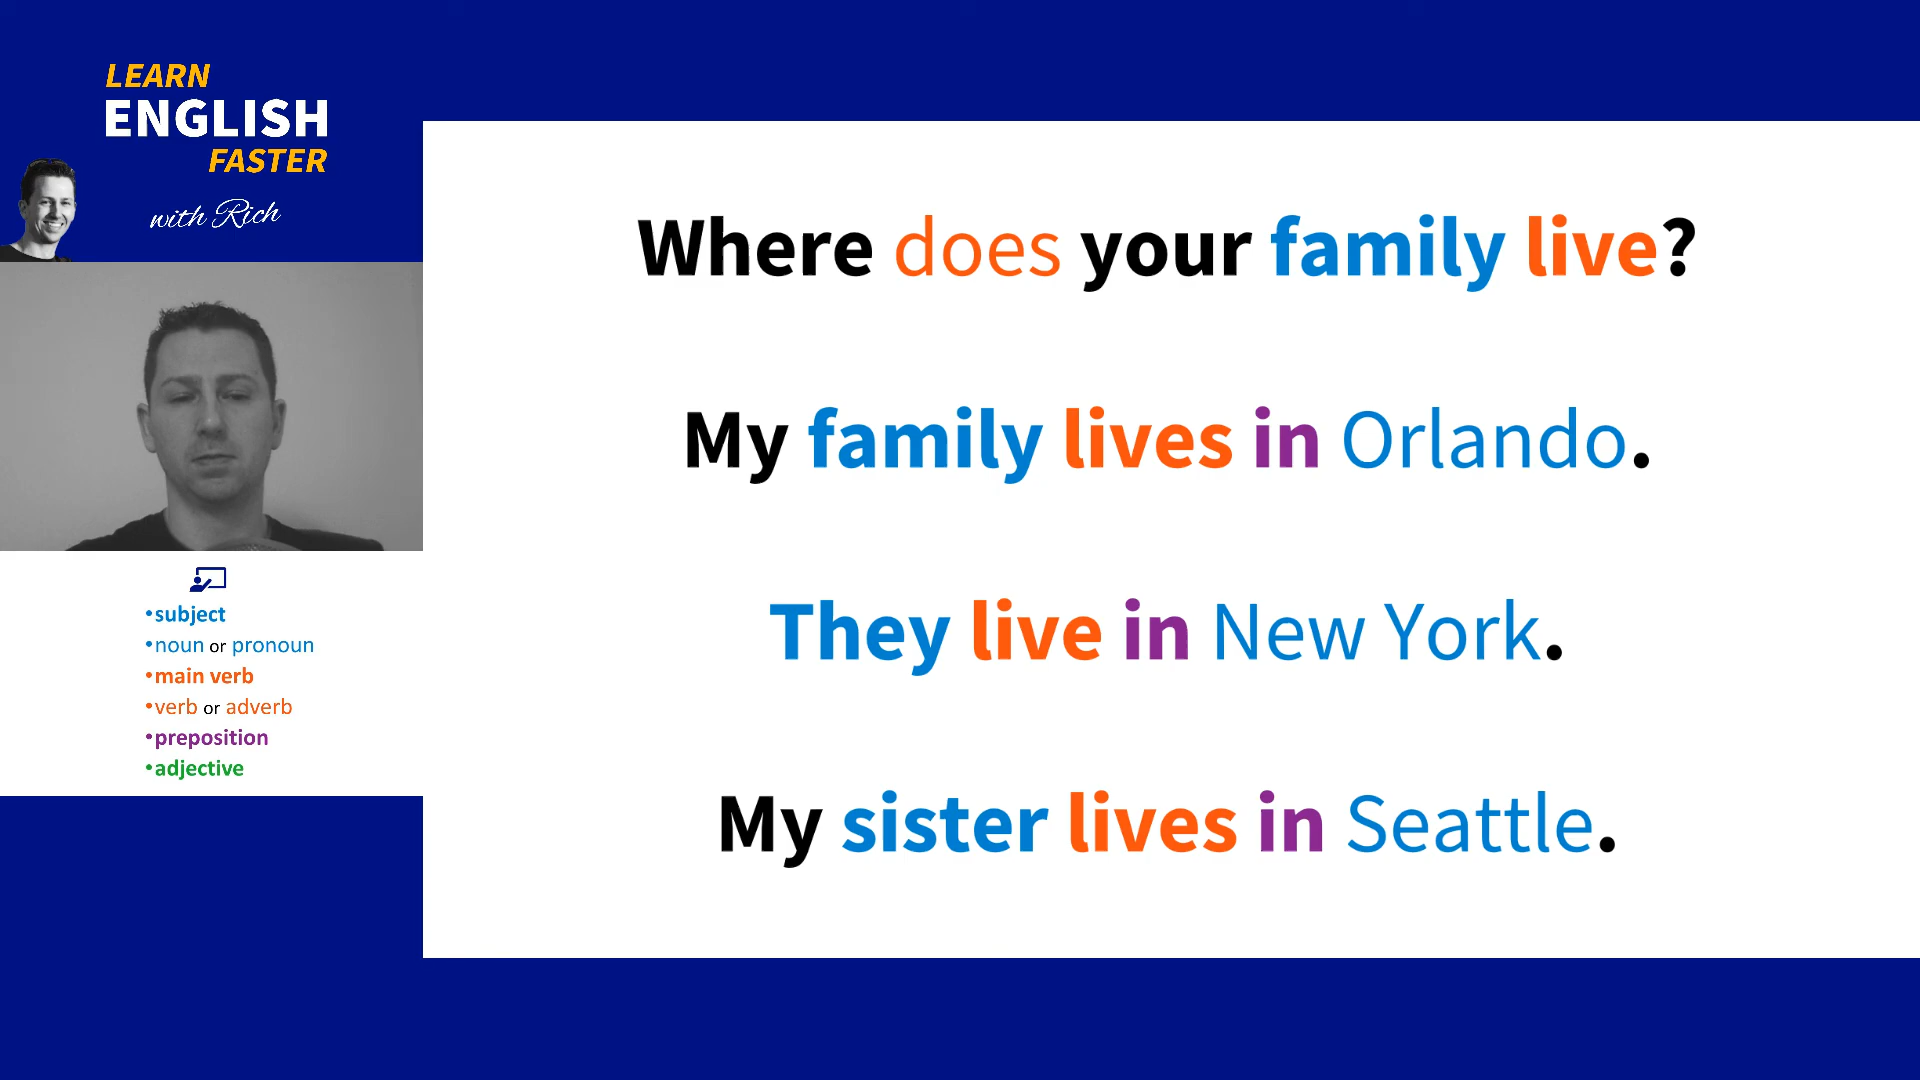 LEARN
ENGLISH
FASTER
with Rich
•subject
•noun or pronoun
•main verb
•verb or adverb
•preposition
•adjective
Where does your family live?
My family lives in Orlando.
They live in New York.
My sister lives in Seattle.